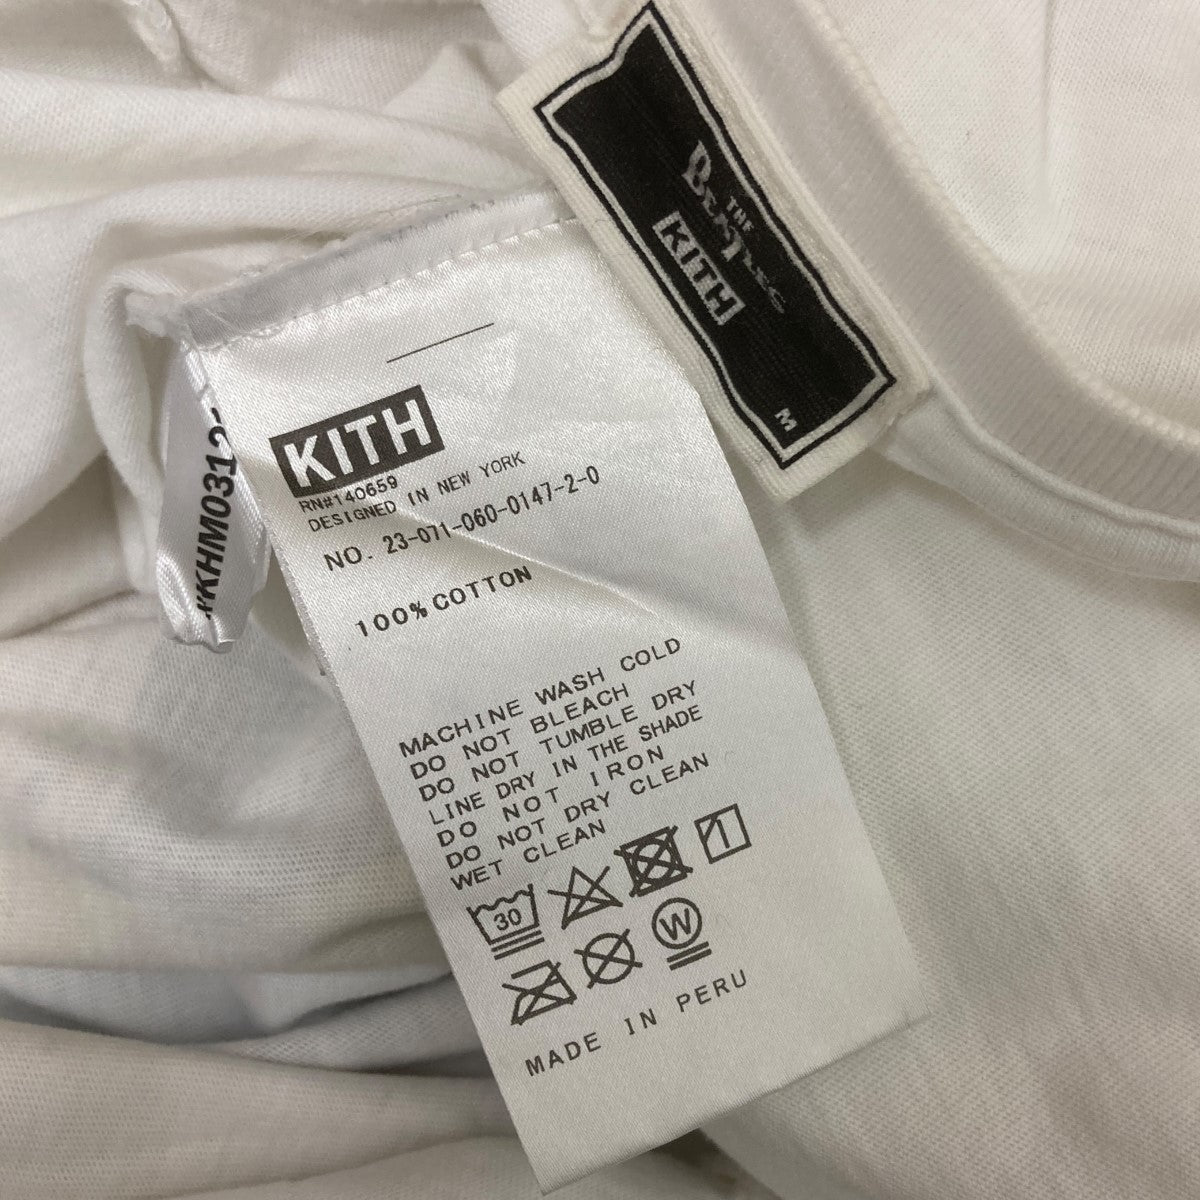 THE
BEATLES
KITH
M
KITH
RN#140659
DESIGNED IN NEW YORK
NO. 23-071-060-0147-2-0
100% COTTON
MACHINE WASH COLD
DO NOT BLEACH
DO NOT TUMBLE DRY
LINE DRY IN THE SHADE
DO NOT IRON
DO NOT DRY CLEAN
WET CLEAN
30
W
MADE IN PERU